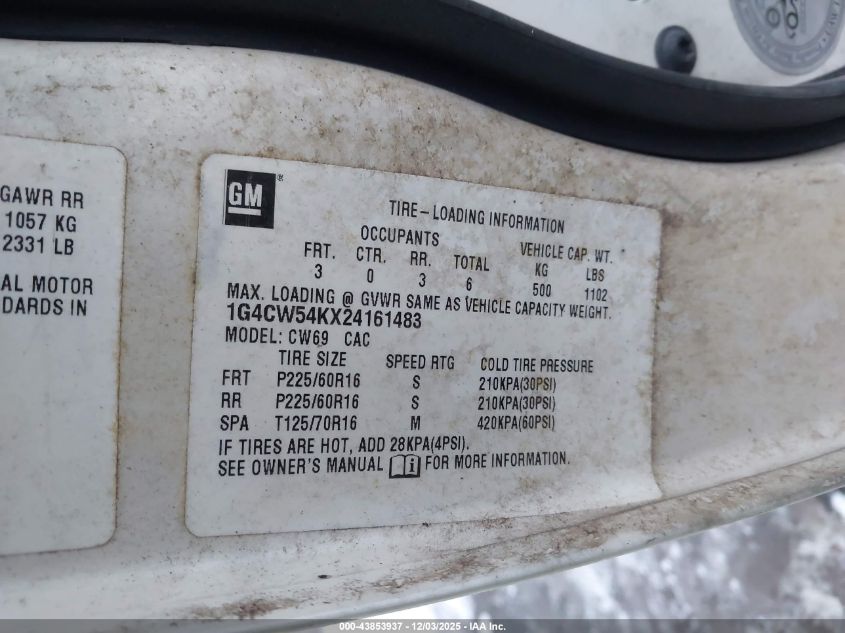 GAWR RR
1057 KG
2331 LB
AL MOTOR
DARDS IN
GM
®
TIRE-LOADING INFORMATION
OCCUPANTS VEHICLE CAP. WT.
FRT. CTR. RR. TOTAL KG LBS
3 0 3 6 500 1102
MAX. LOADING @ GVWR SAME AS VEHICLE CAPACITY WEIGHT.
1G4CW54KX24161483
MODEL: CW69 CAC
TIRE SIZE SPEED RTG COLD TIRE PRESSURE
FRT P225/60R16 S 210KPA(30PSI)
RR P225/60R16 S 210KPA(30PSI)
SPA T125/70R16 M 420KPA(60PSI)
IF TIRES ARE HOT, ADD 28KPA(4PSI).
SEE OWNER'S MANUAL i FOR MORE INFORMATION.
000-43853937 - 12/03/2025 - IAA, Inc.